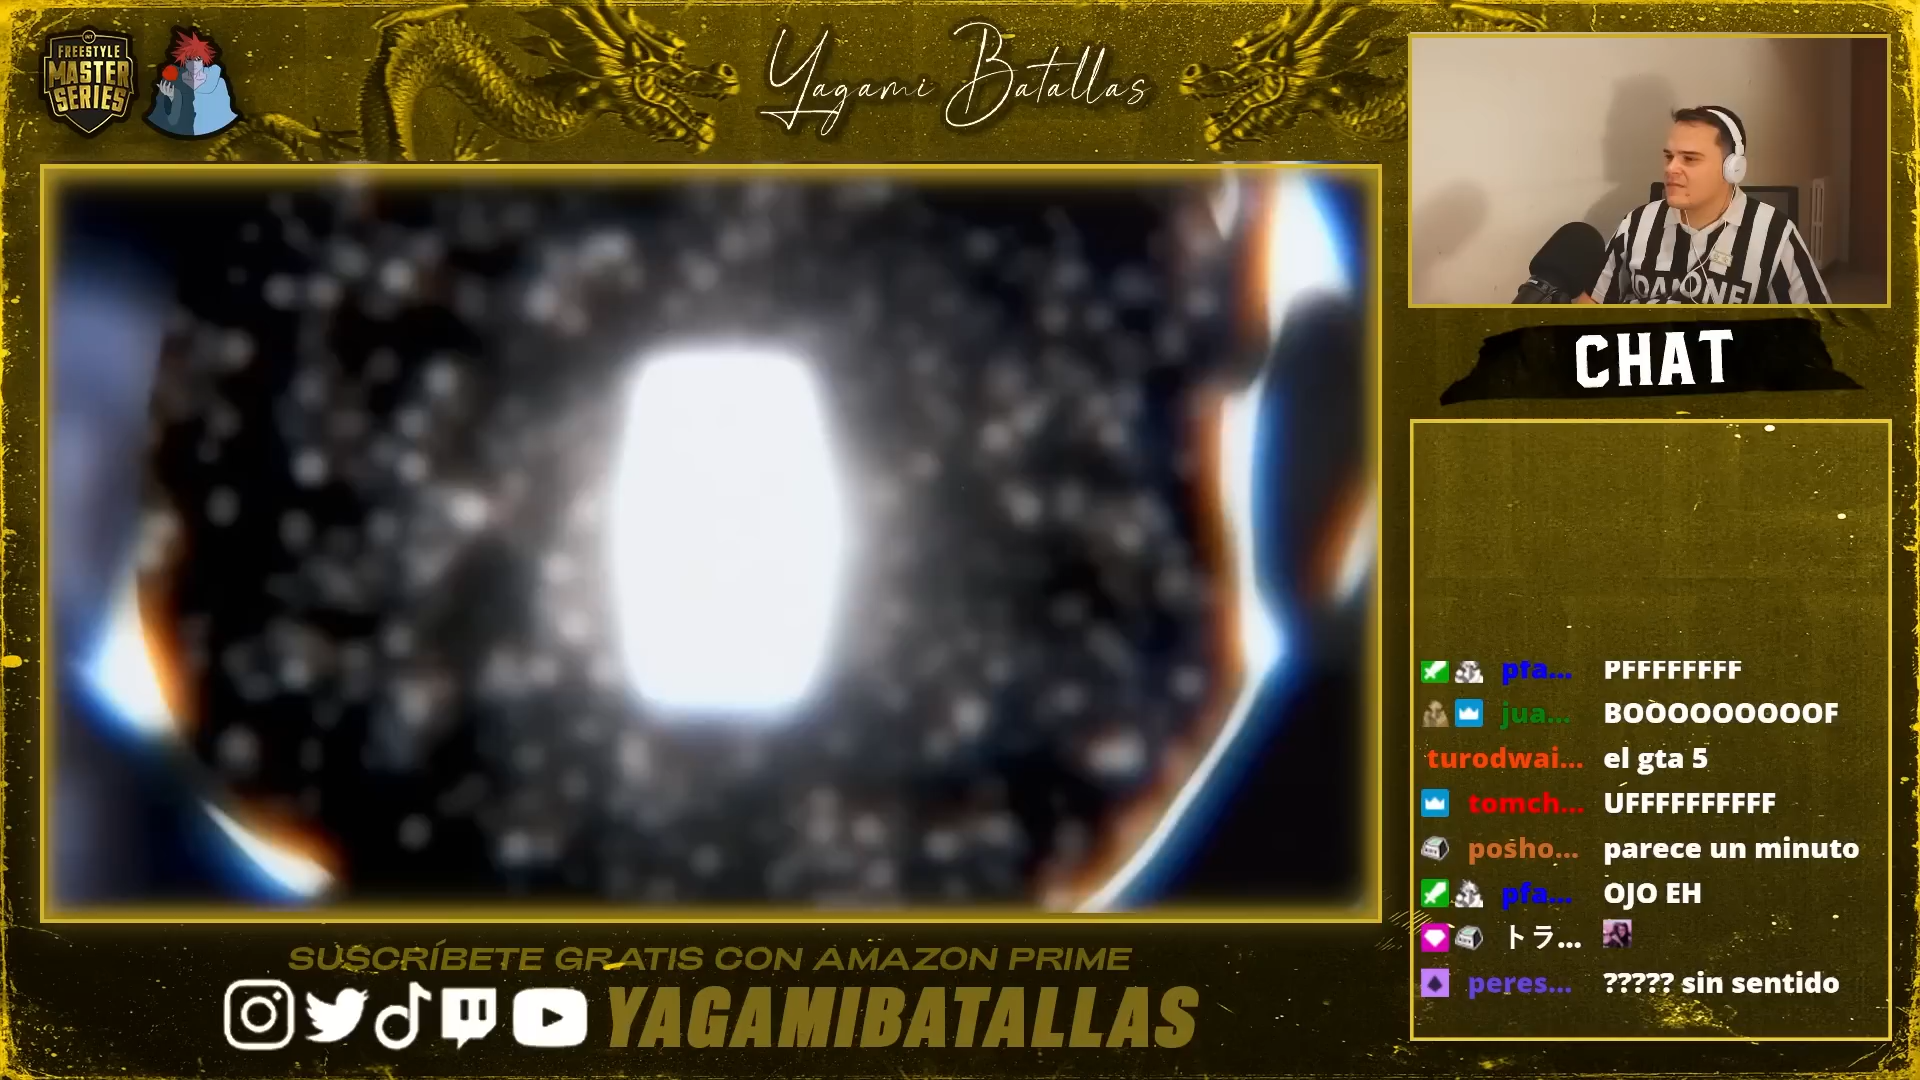 FREESTYLE
MASTER
SERIES
Yagami Batallas
DANONE
CHAT
pfa... PFFFFFFFF
jua... BOOOOOOOOOF
turodwai... el gta 5
tomch... UFFFFFFFFFF
posho... parece un minuto
pfa... OJO EH
トラ...
peres... ????? sin sentido
SUSCRÍBETE GRATIS CON AMAZON PRIME
YAGAMIBATALLAS